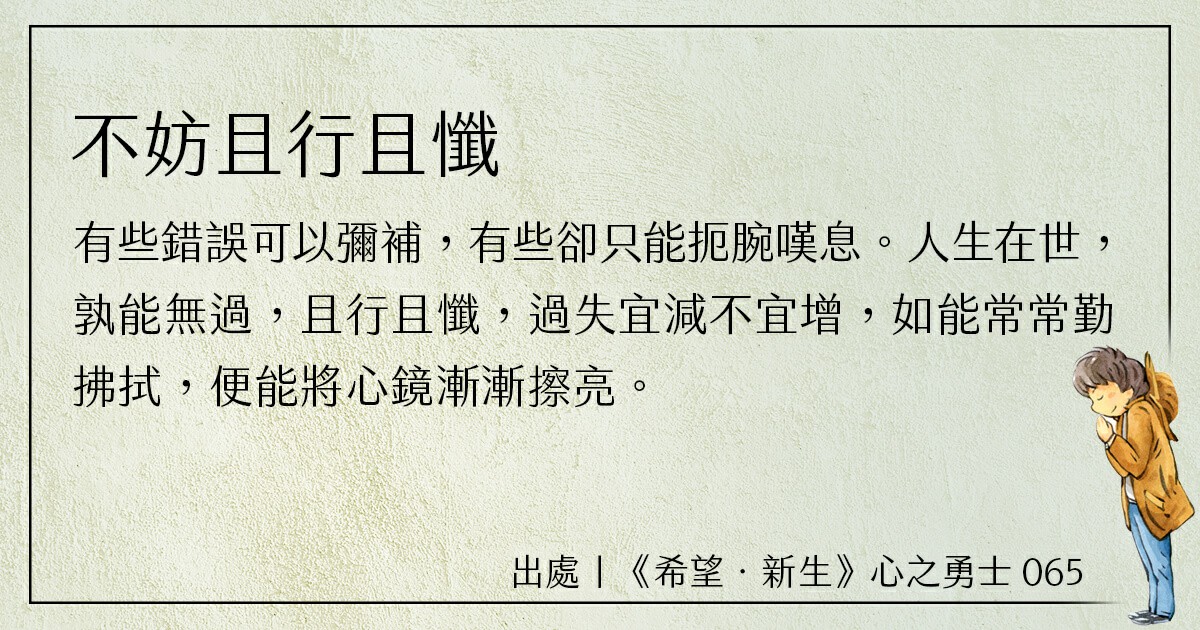 不妨且行且懺
有些錯誤可以彌補，有些卻只能扼腕嘆息。人生在世，
孰能無過，且行且懺，過失宜減不宜增，如能常常勤
拂拭，便能將心鏡漸漸擦亮。
出處｜《希望．新生》心之勇士 065